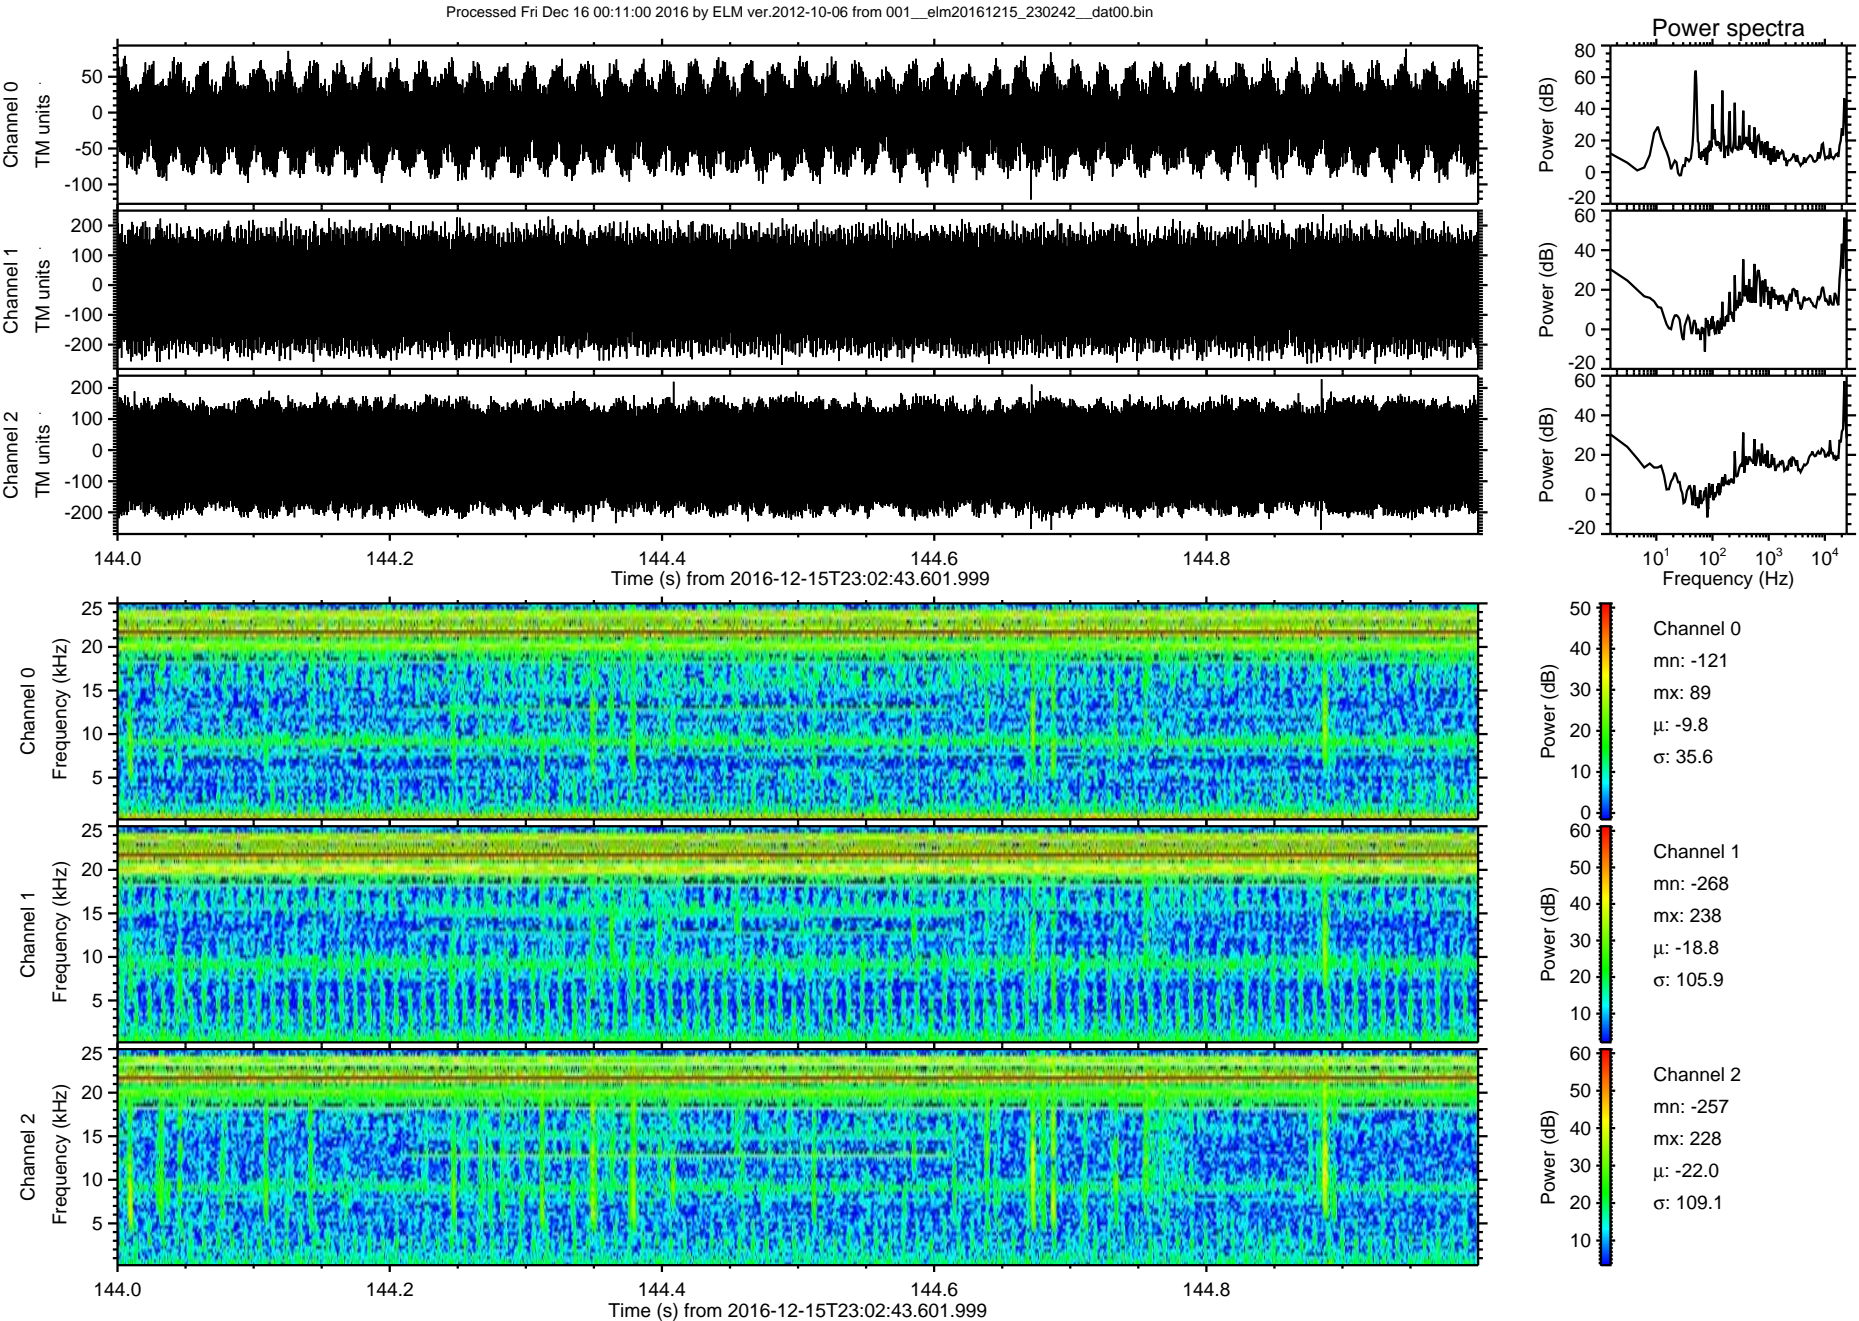 Processed Fri Dec 16 00:11:00 2016 by ELM ver.2012-10-06 from 001__elm20161215_230242__dat00.bin
Power spectra
Channel 0
TM units
50
0
-50
-100
Power (dB)
80
60
40
20
0
-20
Channel 1
TM units
200
100
0
-100
-200
Power (dB)
60
40
20
0
-20
Channel 2
TM units
200
100
0
-100
-200
Power (dB)
60
40
20
0
-20
144.0 144.2 144.4 144.6 144.8
Time (s) from 2016-12-15T23:02:43.601.999
10¹ 10² 10³ 10⁴
Frequency (Hz)
Channel 0
Frequency (kHz)
25
20
15
10
5
Power (dB)
50
40
30
20
10
0
Channel 0
mn: -121
mx: 89
μ: -9.8
σ: 35.6
Channel 1
Frequency (kHz)
25
20
15
10
5
Power (dB)
60
50
40
30
20
10
Channel 1
mn: -268
mx: 238
μ: -18.8
σ: 105.9
Channel 2
Frequency (kHz)
25
20
15
10
5
Power (dB)
60
50
40
30
20
10
Channel 2
mn: -257
mx: 228
μ: -22.0
σ: 109.1
144.0 144.2 144.4 144.6 144.8
Time (s) from 2016-12-15T23:02:43.601.999